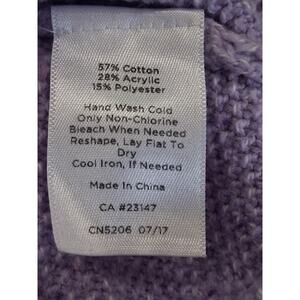 57% Cotton
28% Acrylic
15% Polyester
Hand Wash Cold
Only Non-Chlorine
Bleach When Needed
Reshape, Lay Flat To
Dry
Cool Iron, If Needed
Made In China
CA #23147
CN5206 07/17